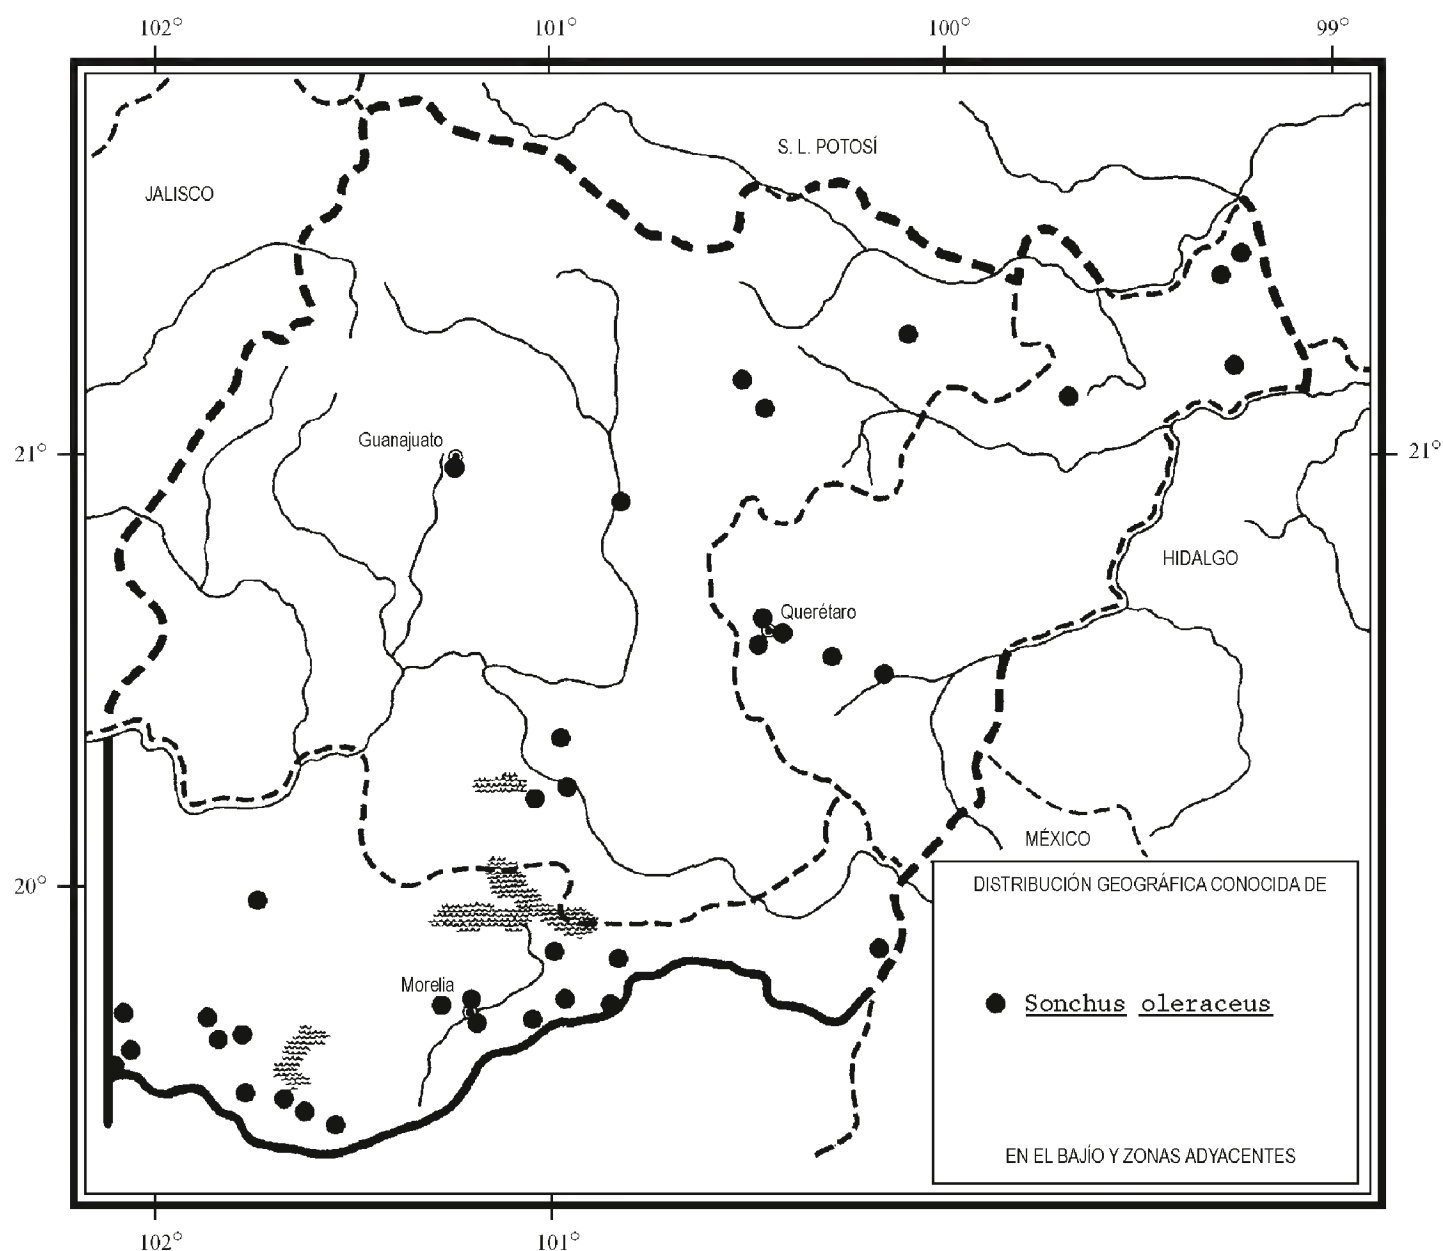 102° 101° 100° 99°
S. L. POTOSÍ
JALISCO
Guanajuato
21° 21°
HIDALGO
Querétaro
MÉXICO
20°
DISTRIBUCIÓN GEOGRÁFICA CONOCIDA DE
Morelia
Sonchus oleraceus
EN EL BAJÍO Y ZONAS ADYACENTES
102° 101°